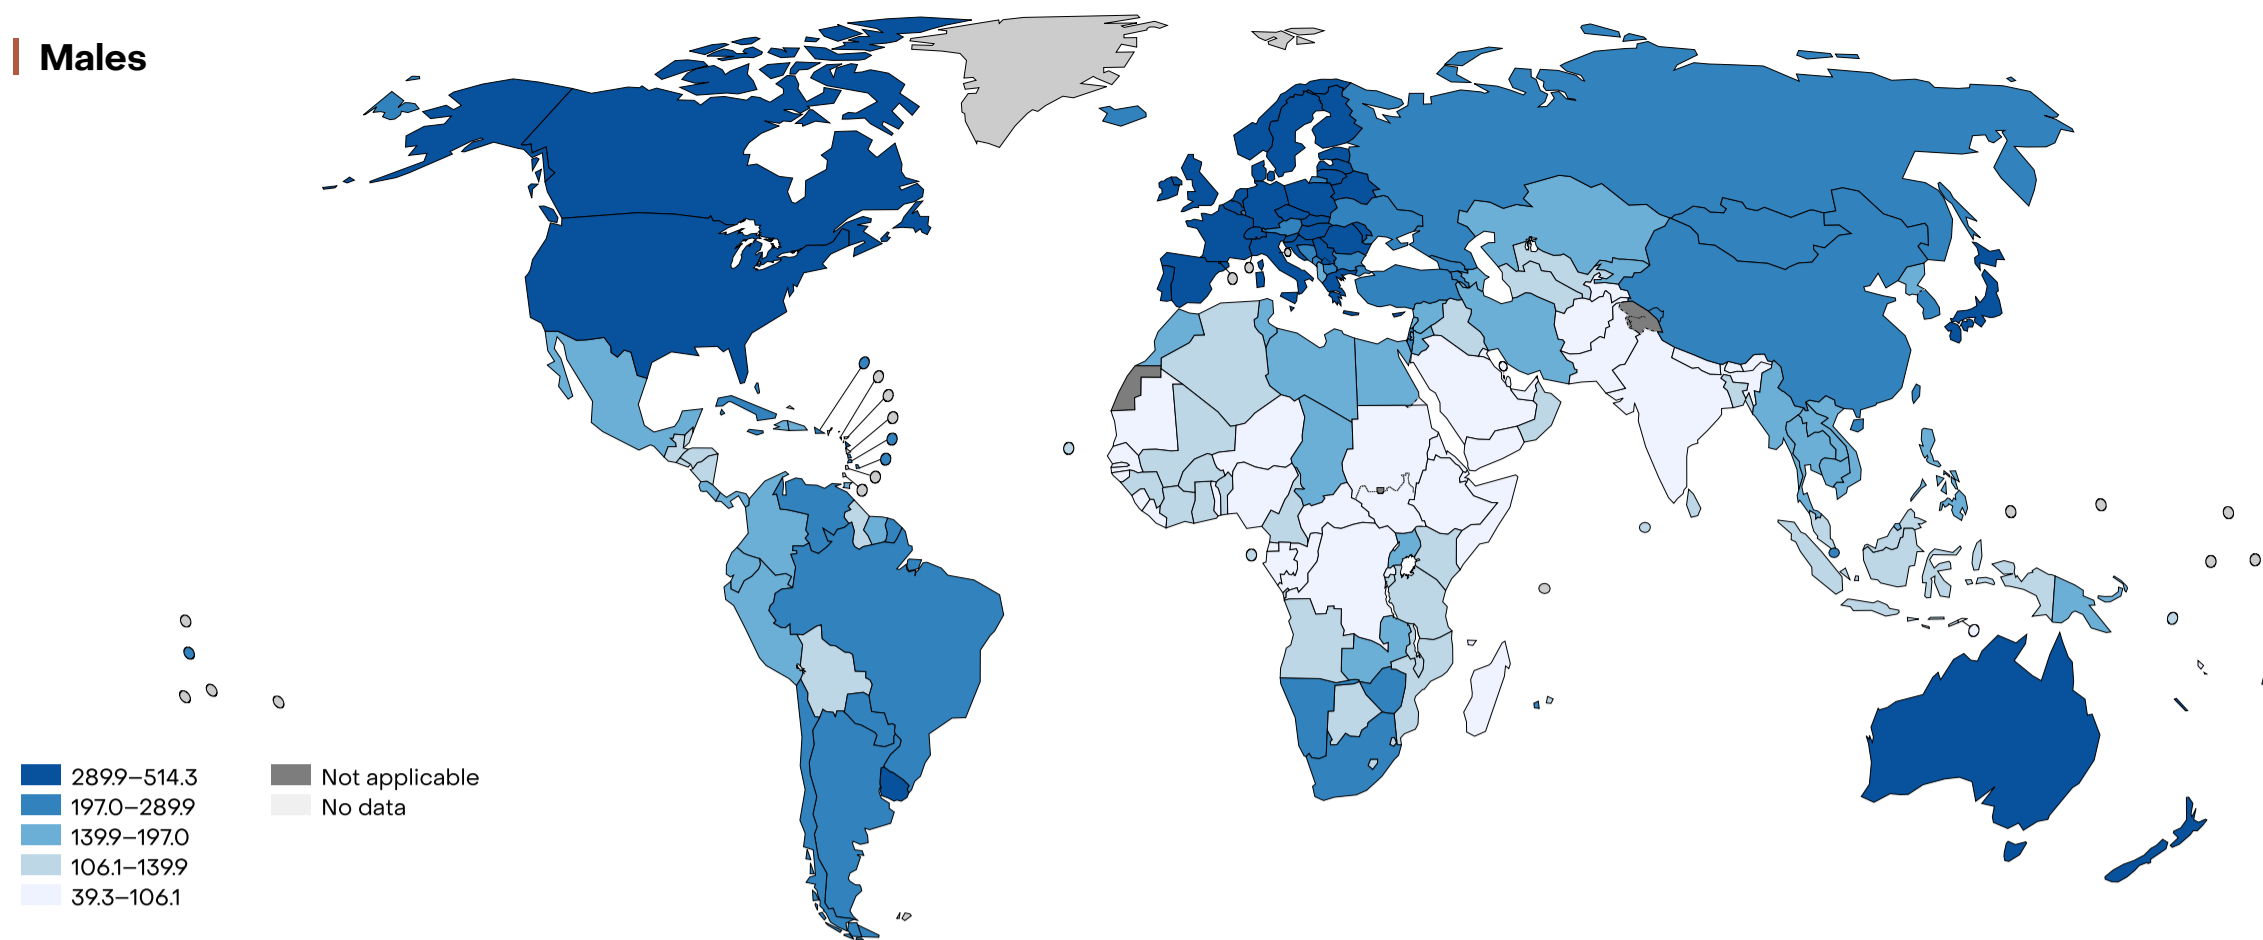 Males
289.9–514.3
197.0–289.9
139.9–197.0
106.1–139.9
39.3–106.1
Not applicable
No data